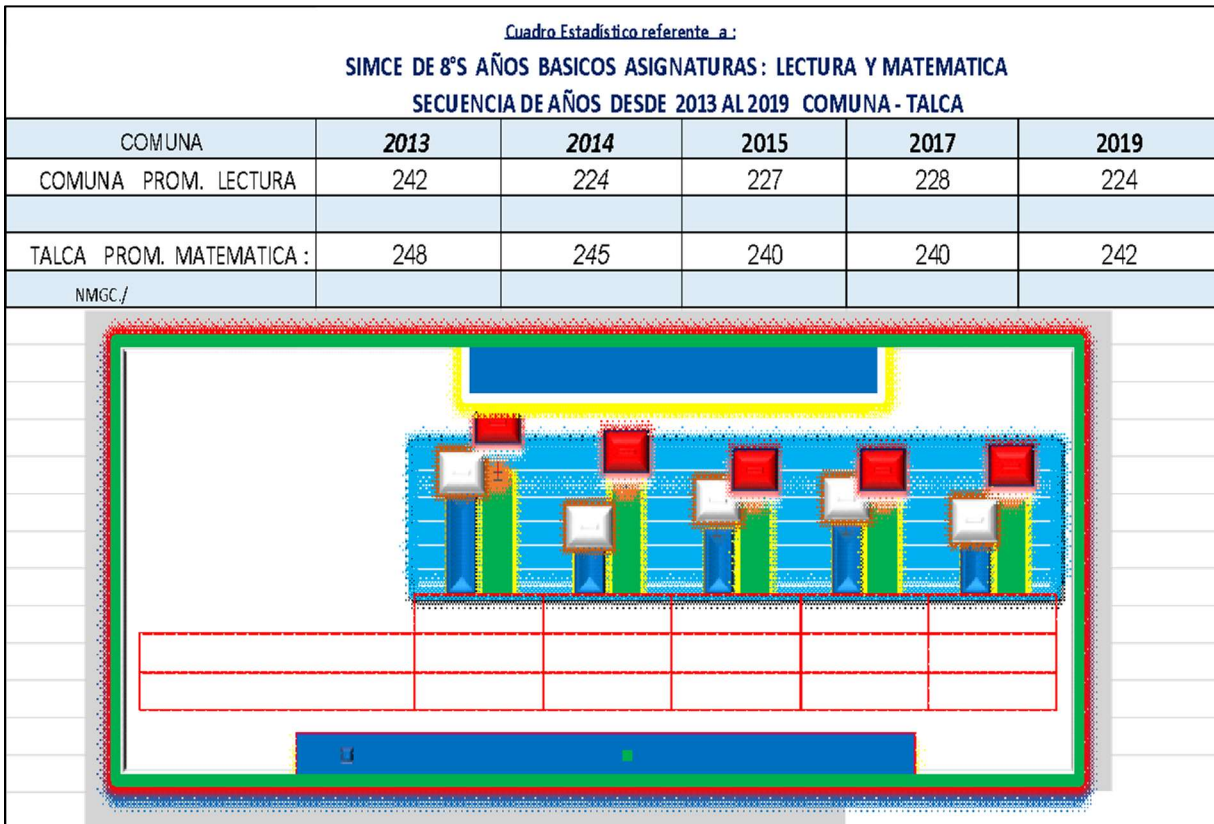 Cuadro Estadístico referente a :
SIMCE DE 8°S AÑOS BASICOS ASIGNATURAS : LECTURA Y MATEMATICA
SECUENCIA DE AÑOS DESDE 2013 AL 2019 COMUNA - TALCA
COMUNA 2013 2014 2015 2017 2019
COMUNA PROM. LECTURA 242 224 227 228 224
TALCA PROM. MATEMATICA : 248 245 240 240 242
NMGC./